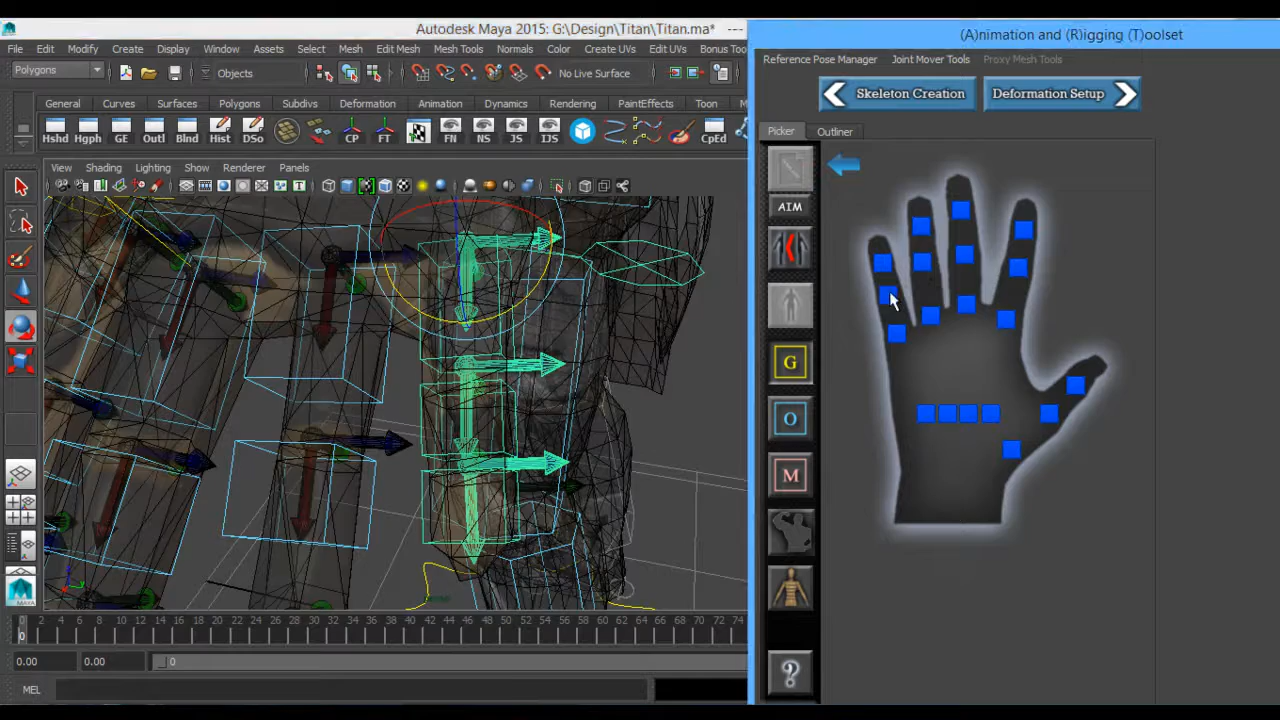 Autodesk Maya 2015: G:\Design\Titan\Titan.ma* ---
File Edit Modify Create Display Window Assets Select Mesh Edit Mesh Mesh Tools Normals Color Create UVs Edit UVs Bonus Too
Polygons Objects No Live Surface
General Curves Surfaces Polygons Subdivs Deformation Animation Dynamics Rendering PaintEffects Toon M
Hshd Hgph GE Outl Blnd Hist DSo CP FT FN NS JS IJS CpEd
View Shading Lighting Show Renderer Panels
0 2 4 6 8 10 12 14 16 18 20 22 24 26 28 30 32 34 36 38 40 42 44 46 48 50 52 54 56 58 60 62 64 66 68 70 72 74
0
0.00 0.00 0
MEL
MAYA
(A)nimation and (R)igging (T)oolset
Reference Pose Manager Joint Mover Tools Proxy Mesh Tools
Skeleton Creation Deformation Setup
Picker Outliner
AIM
G
O
M
?